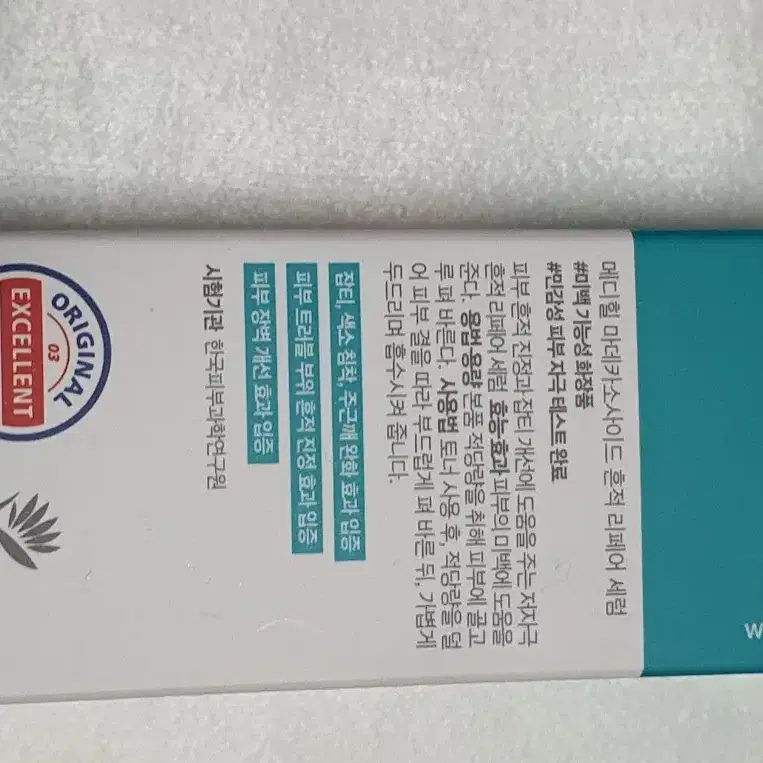 메디힐 마데카소사이드 흔적 리페어 세럼
#미백 기능성 화장품
#민감성 피부 자극 테스트 완료
피부 흔적 진정과 잡티 개선에 도움을 주는 저자극
흔적 리페어 세럼 효능·효과 피부의 미백에 도움을
준다. 용법·용량 본품 적당량을 취해 피부에 골고
루 펴 바른다. 사용법 토너 사용 후, 적당량을 덜
어 피부 결을 따라 부드럽게 펴 바른 뒤, 가볍게
두드리며 흡수시켜 줍니다.
잡티, 색소 침착, 주근깨 완화 효과 입증
피부 트러블 부위 흔적 진정 효과 입증
피부 장벽 개선 효과 입증
시험기관 한국피부과학연구원
ORIGINAL
03
EXCELLENT
W